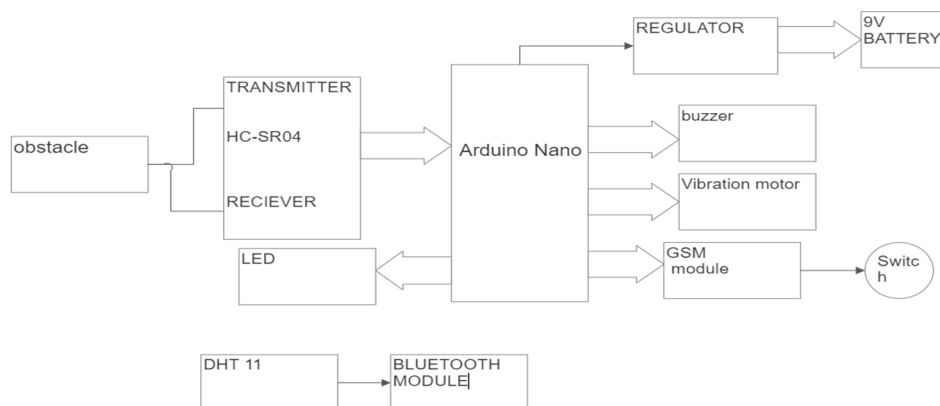 REGULATOR
9V
BATTERY
TRANSMITTER
HC-SR04
RECIEVER
obstacle
Arduino Nano
buzzer
Vibration motor
LED
GSM
module
Switc
h
DHT 11
BLUETOOTH
MODULE